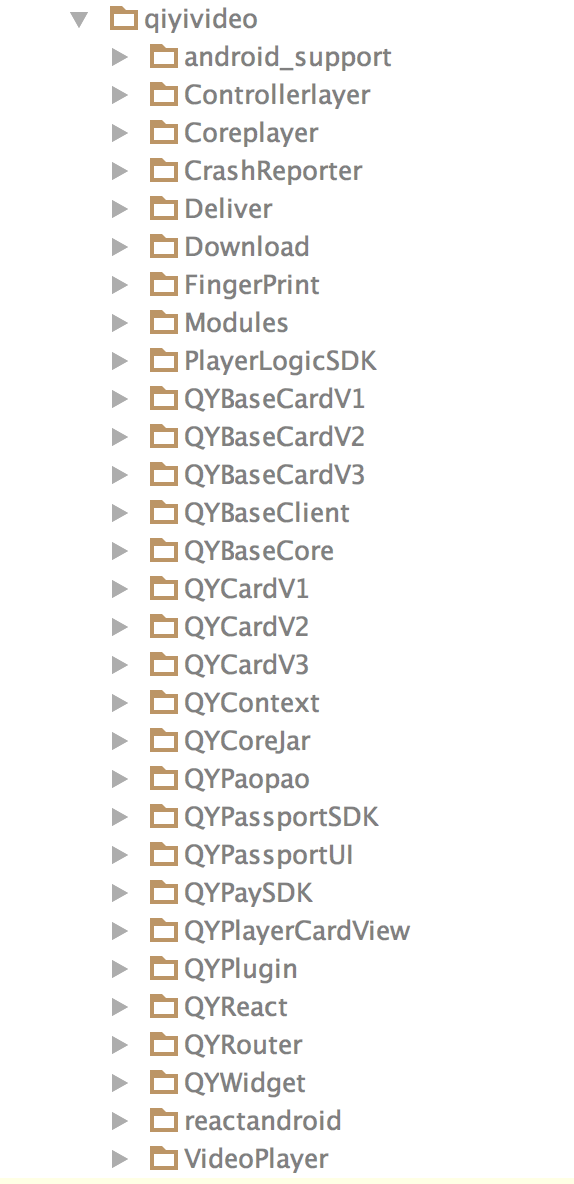 qiyivideo
android_support
Controllerlayer
Coreplayer
CrashReporter
Deliver
Download
FingerPrint
Modules
PlayerLogicSDK
QYBaseCardV1
QYBaseCardV2
QYBaseCardV3
QYBaseClient
QYBaseCore
QYCardV1
QYCardV2
QYCardV3
QYContext
QYCoreJar
QYPaopao
QYPassportSDK
QYPassportUI
QYPaySDK
QYPlayerCardView
QYPlugin
QYReact
QYRouter
QYWidget
reactandroid
VideoPlayer